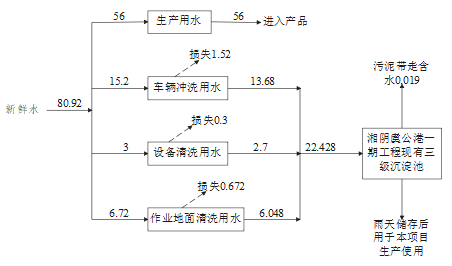 56
生产用水
56
进入产品
污泥带走含
水0.019
损失1.52
15.2
车辆冲洗用水
13.68
新鲜水
80.92
损失0.3
3
设备清洗用水
2.7
22.428
湘阴虞公港一
期工程现有三
级沉淀池
损失0.672
6.72
作业地面清洗用水
6.048
雨天储存后
用于本项目
生产使用